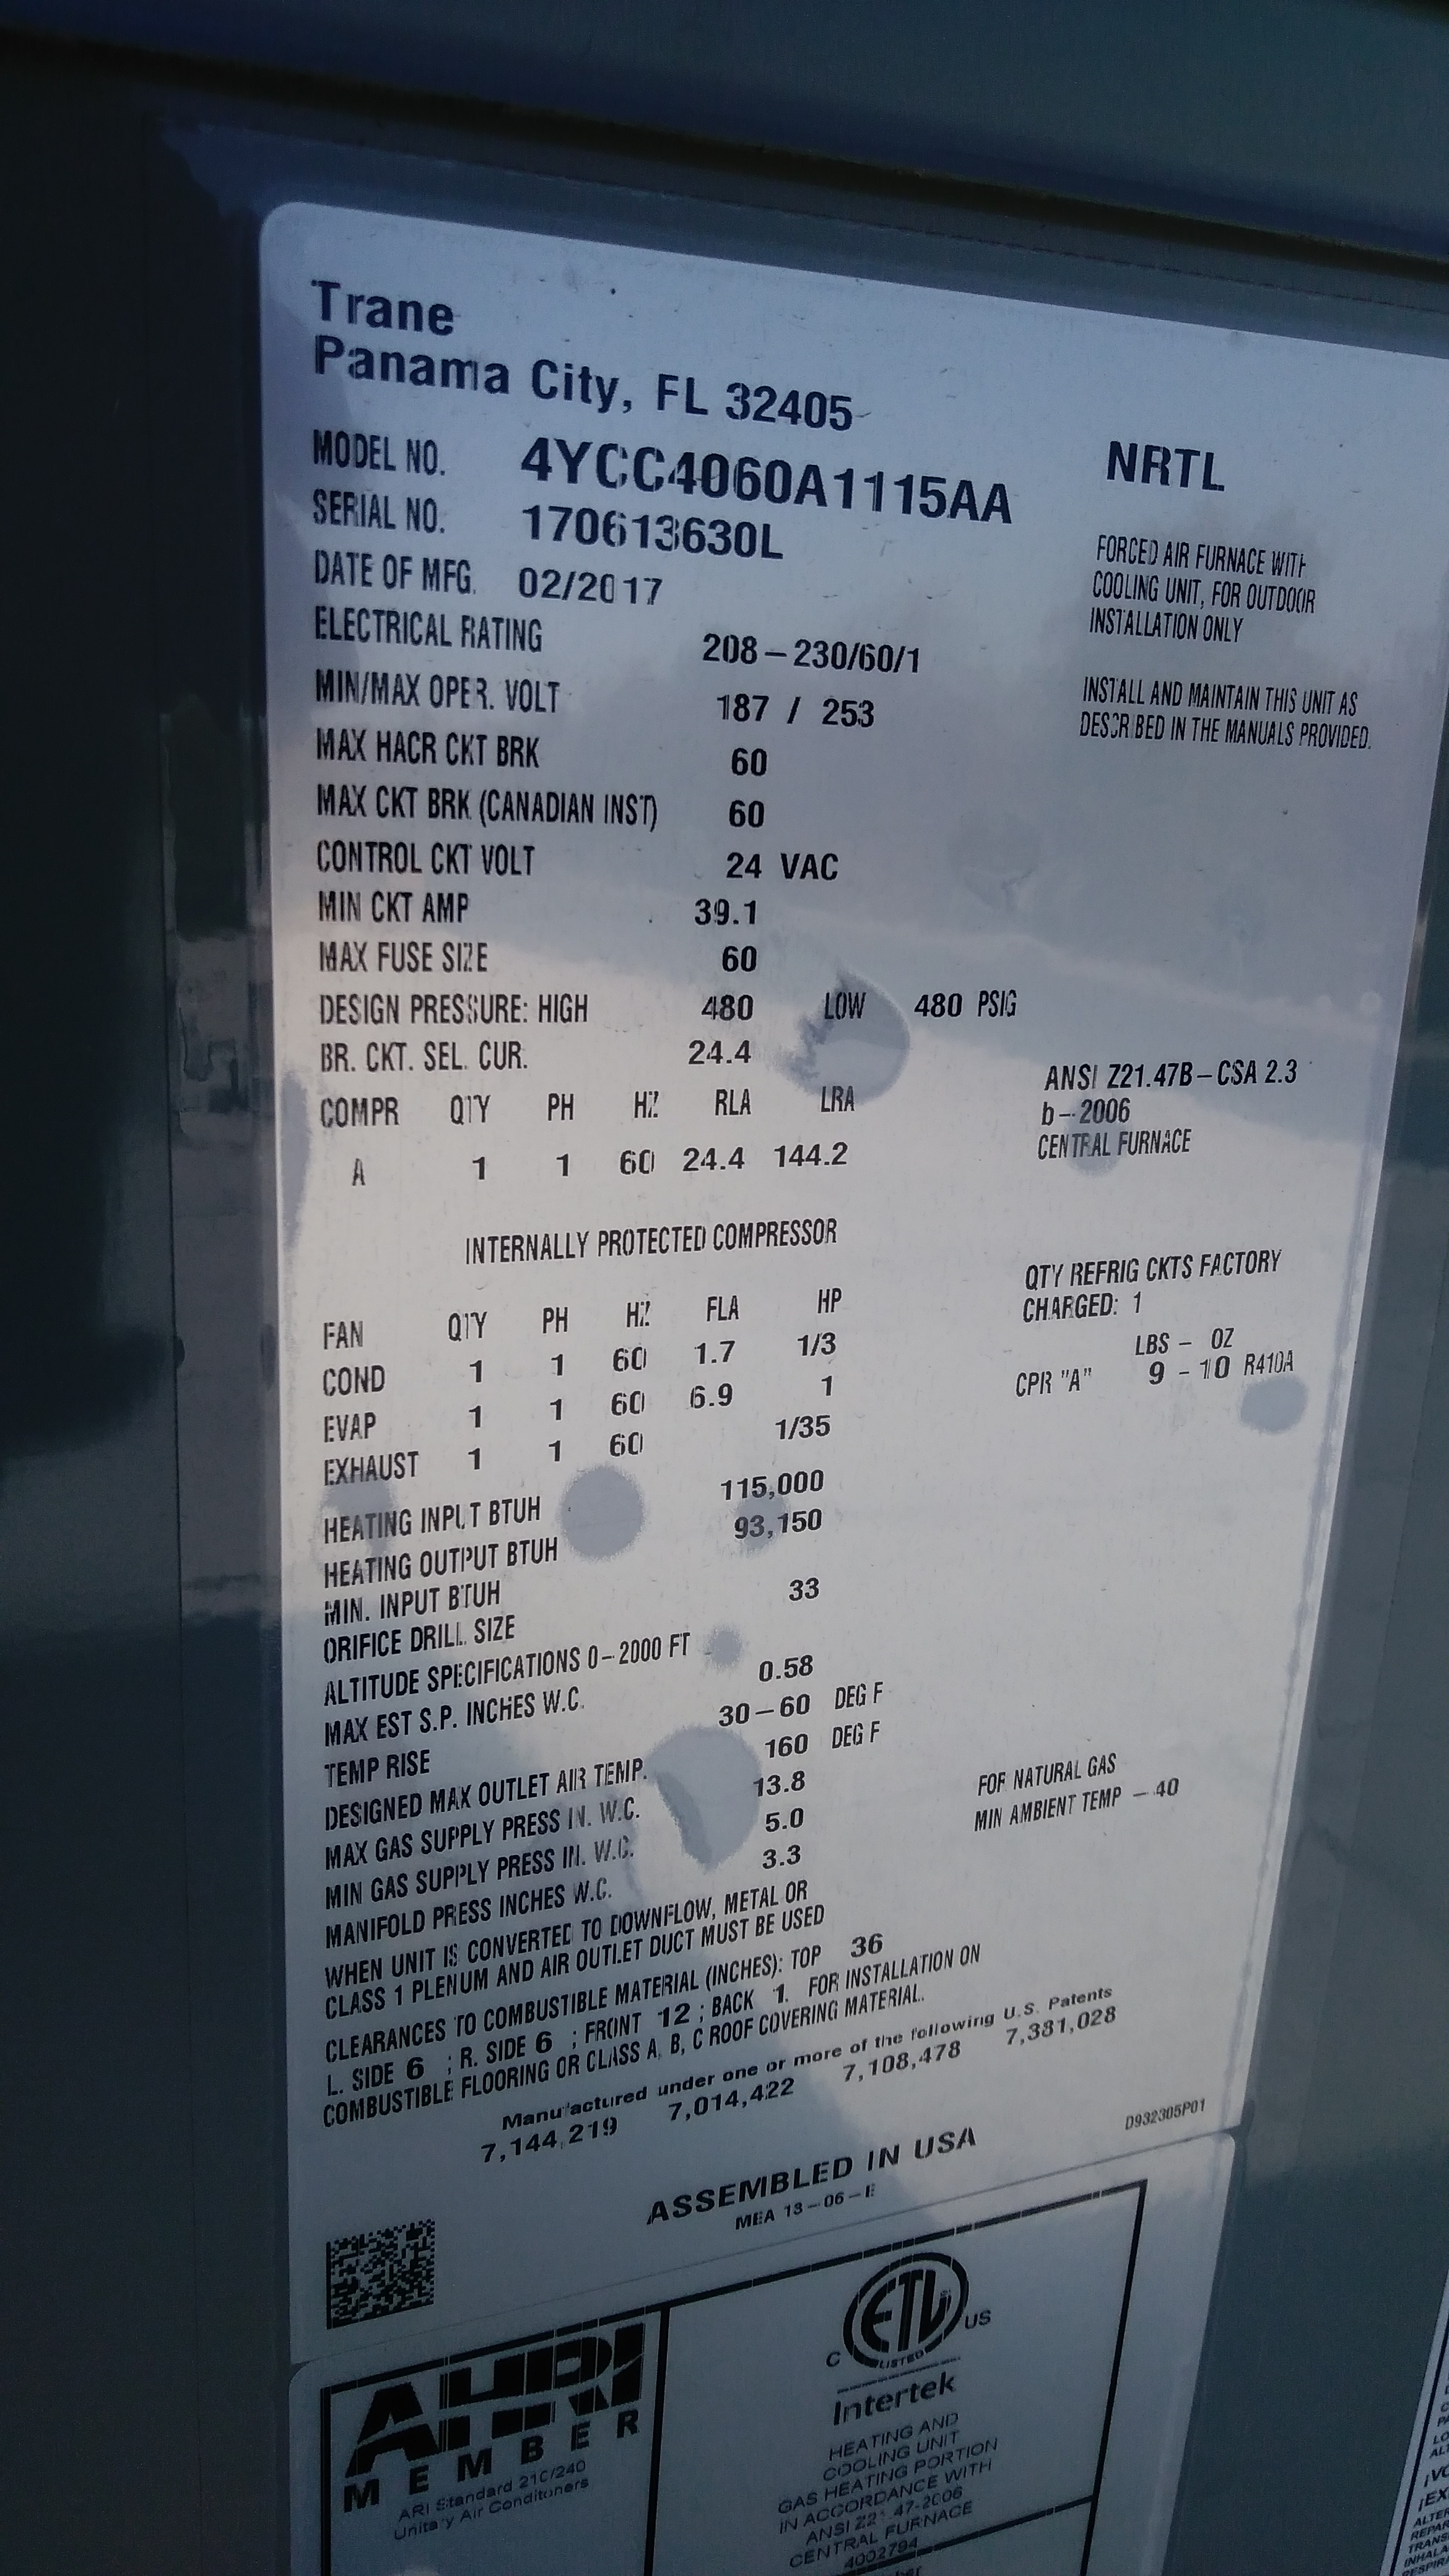 Trane
Panama City, FL 32405
MODEL NO. 4YCC4060A1115AA
NRTL
SERIAL NO. 170613630L
DATE OF MFG. 02/2017
FORCED AIR FURNACE WITH
COOLING UNIT, FOR OUTDOOR
INSTALLATION ONLY
ELECTRICAL RATING 208-230/60/1
MIN/MAX OPER. VOLT 187 / 253
INSTALL AND MAINTAIN THIS UNIT AS
DESCRIBED IN THE MANUALS PROVIDED.
MAX HACR CKT BRK 60
MAX CKT BRK (CANADIAN INST) 60
CONTROL CKT VOLT 24 VAC
MIN CKT AMP 39.1
MAX FUSE SIZE 60
DESIGN PRESSURE: HIGH 480 LOW 480 PSIG
BR. CKT. SEL. CUR. 24.4
ANSI Z21.47B-CSA 2.3
b-2006
CENTRAL FURNACE
COMPR QTY PH HZ RLA LRA
A 1 1 60 24.4 144.2
INTERNALLY PROTECTED COMPRESSOR
QTY REFRIG CKTS FACTORY
CHARGED: 1
LBS - OZ
CPR "A" 9 - 10 R410A
FAN QTY PH HZ FLA HP
COND 1 1 60 1.7 1/3
EVAP 1 1 60 6.9 1
EXHAUST 1 1 60 1/35
HEATING INPUT BTUH 115,000
HEATING OUTPUT BTUH 93,150
MIN. INPUT BTUH
ORIFICE DRILL SIZE 33
ALTITUDE SPECIFICATIONS 0-2000 FT
MAX EST S.P. INCHES W.C. 0.58
TEMP RISE 30-60 DEG F
DESIGNED MAX OUTLET AIR TEMP. 160 DEG F
MAX GAS SUPPLY PRESS IN. W.C. 13.8
FOR NATURAL GAS
MIN GAS SUPPLY PRESS IN. W.C. 5.0
MIN AMBIENT TEMP -40
MANIFOLD PRESS INCHES W.C. 3.3
WHEN UNIT IS CONVERTED TO DOWNFLOW, METAL OR
CLASS 1 PLENUM AND AIR OUTLET DUCT MUST BE USED
CLEARANCES TO COMBUSTIBLE MATERIAL (INCHES): TOP 36
L. SIDE 6 ; R. SIDE 6 ; FRONT 12 ; BACK 1. FOR INSTALLATION ON
COMBUSTIBLE FLOORING OR CLASS A, B, C ROOF COVERING MATERIAL.
Manufactured under one or more of the following U.S. Patents
7,144,219 7,014,422 7,108,478 7,381,028
D932305P01
ASSEMBLED IN USA
MEA 13-06-E
AHRI
MEMBER
ARI Standard 210/240
Unitary Air Conditoners
ETL
C US
LISTED
Intertek
HEATING AND
COOLING UNIT
GAS HEATING PORTION
IN ACCORDANCE WITH
ANSI Z21.47-2006
CENTRAL FURNACE
4002794